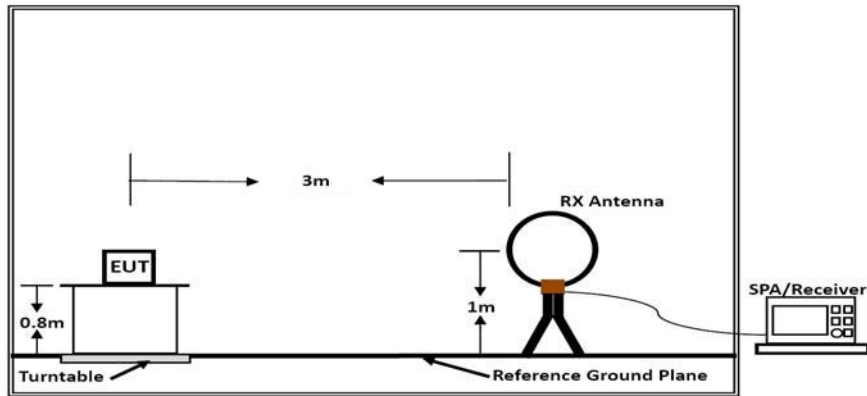 3m
RX Antenna
EUT
SPA/Receiver
0.8m
1m
Turntable
Reference Ground Plane